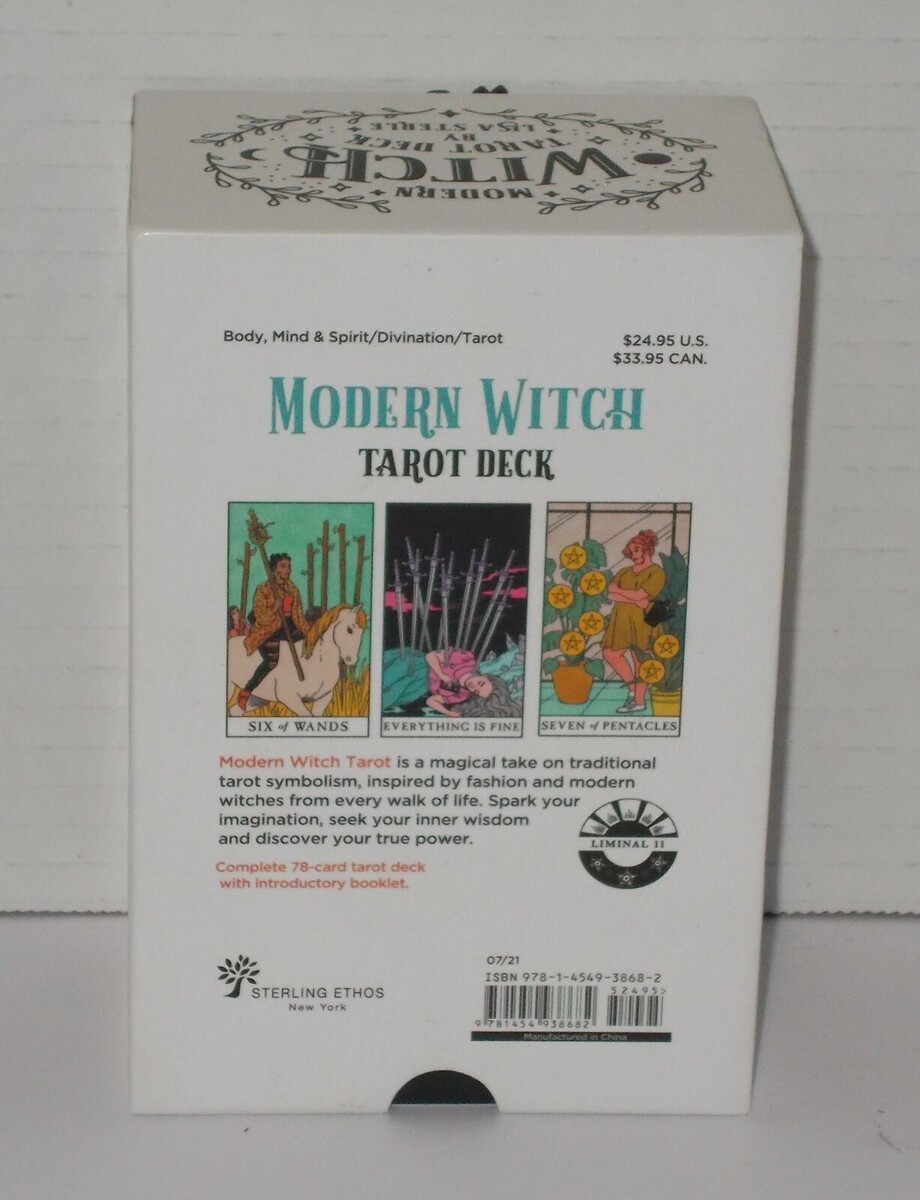 MODERN
WITCH
TAROT DECK
BY
LISA STERLE
Body, Mind & Spirit/Divination/Tarot
$24.95 U.S.
$33.95 CAN.
MODERN WITCH
TAROT DECK
SIX of WANDS
EVERYTHING IS FINE
SEVEN of PENTACLES
Modern Witch Tarot is a magical take on traditional
tarot symbolism, inspired by fashion and modern
witches from every walk of life. Spark your
imagination, seek your inner wisdom
and discover your true power.
LIMINAL 11
Complete 78-card tarot deck
with introductory booklet.
STERLING ETHOS
New York
07/21
ISBN 978-1-4549-3868-2
52495>
9 781454 938682
Manufactured in China